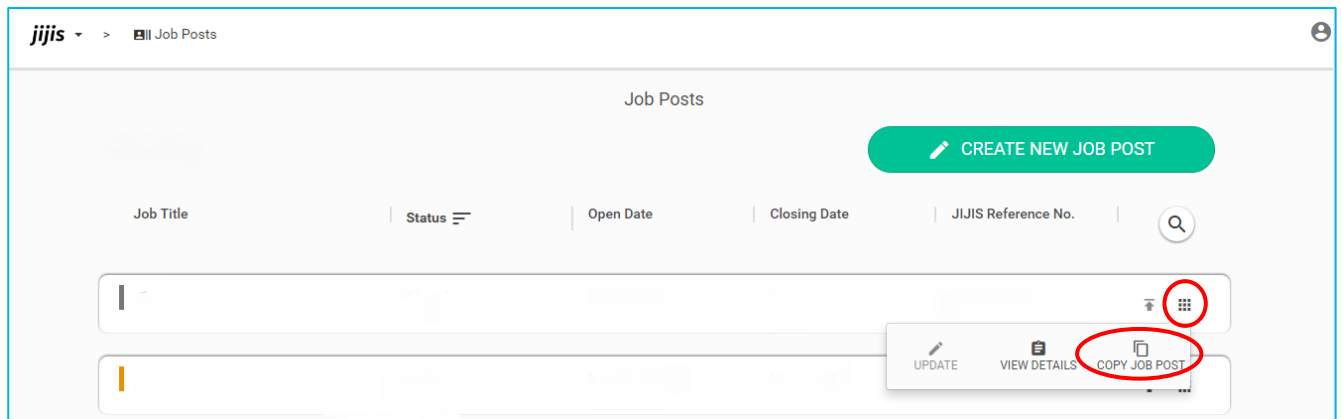 jijis > Job Posts
Job Posts
CREATE NEW JOB POST
Job Title Status Open Date Closing Date JIJIS Reference No.
UPDATE VIEW DETAILS COPY JOB POST